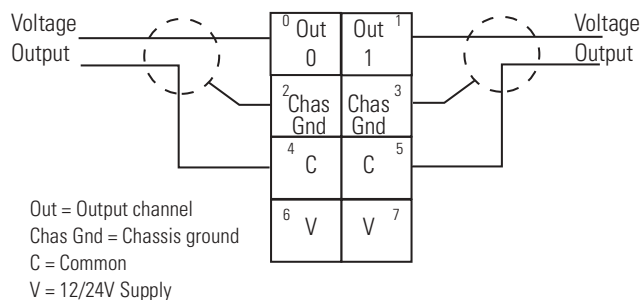 Voltage
Output
0 Out 0
Out 1 1
Voltage
Output
2 Chas Gnd
Chas Gnd 3
4 C
C 5
6 V
V 7
Out = Output channel
Chas Gnd = Chassis ground
C = Common
V = 12/24V Supply